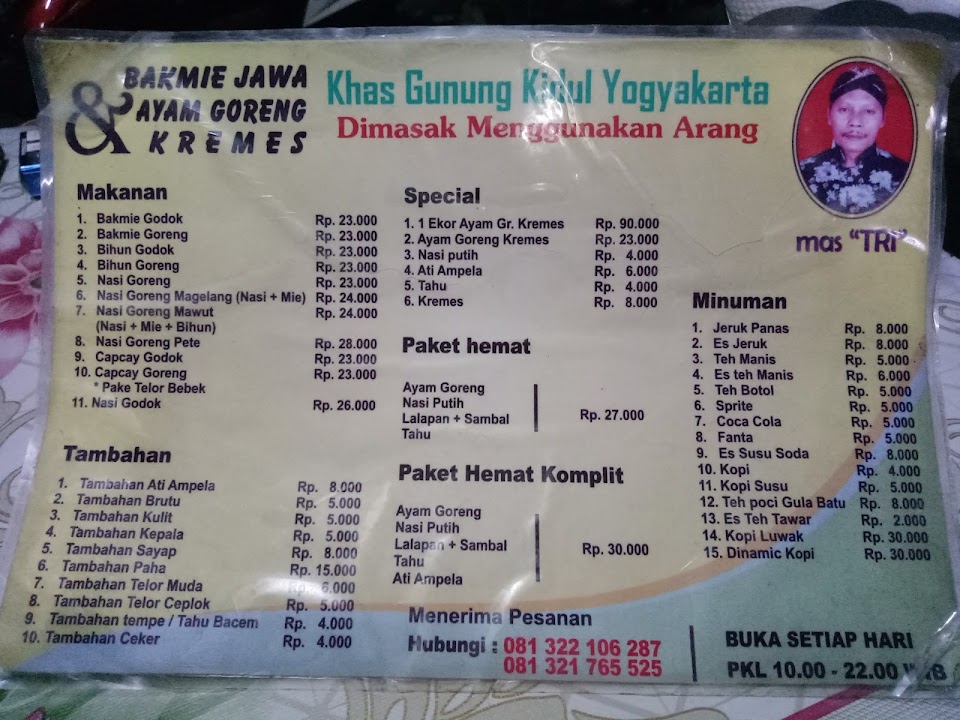 BAKMIE JAWA
& AYAM GORENG
KREMES
Khas Gunung Kidul Yogyakarta
Dimasak Menggunakan Arang
mas "TRI"
Makanan
1. Bakmie Godok Rp. 23.000
2. Bakmie Goreng Rp. 23.000
3. Bihun Godok Rp. 23.000
4. Bihun Goreng Rp. 23.000
5. Nasi Goreng Rp. 23.000
6. Nasi Goreng Magelang (Nasi + Mie) Rp. 24.000
7. Nasi Goreng Mawut Rp. 24.000
(Nasi + Mie + Bihun)
8. Nasi Goreng Pete Rp. 28.000
9. Capcay Godok Rp. 23.000
10. Capcay Goreng Rp. 23.000
* Pake Telor Bebek
11. Nasi Godok Rp. 26.000
Tambahan
1. Tambahan Ati Ampela Rp. 8.000
2. Tambahan Brutu Rp. 5.000
3. Tambahan Kulit Rp. 5.000
4. Tambahan Kepala Rp. 5.000
5. Tambahan Sayap Rp. 8.000
6. Tambahan Paha Rp. 15.000
7. Tambahan Telor Muda Rp. 6.000
8. Tambahan Telor Ceplok Rp. 5.000
9. Tambahan tempe / Tahu Bacem Rp. 4.000
10. Tambahan Ceker Rp. 4.000
Special
1. 1 Ekor Ayam Gr. Kremes Rp. 90.000
2. Ayam Goreng Kremes Rp. 23.000
3. Nasi putih Rp. 4.000
4. Ati Ampela Rp. 6.000
5. Tahu Rp. 4.000
6. Kremes Rp. 8.000
Paket hemat
Ayam Goreng
Nasi Putih
Lalapan + Sambal Rp. 27.000
Tahu
Paket Hemat Komplit
Ayam Goreng
Nasi Putih
Lalapan + Sambal Rp. 30.000
Tahu
Ati Ampela
Menerima Pesanan
Hubungi : 081 322 106 287
081 321 765 525
Minuman
1. Jeruk Panas Rp. 8.000
2. Es Jeruk Rp. 8.000
3. Teh Manis Rp. 5.000
4. Es teh Manis Rp. 6.000
5. Teh Botol Rp. 5.000
6. Sprite Rp. 5.000
7. Coca Cola Rp. 5.000
8. Fanta Rp. 5.000
9. Es Susu Soda Rp. 8.000
10. Kopi Rp. 4.000
11. Kopi Susu Rp. 5.000
12. Teh poci Gula Batu Rp. 8.000
13. Es Teh Tawar Rp. 2.000
14. Kopi Luwak Rp. 30.000
15. Dinamic Kopi Rp. 30.000
BUKA SETIAP HARI
PKL 10.00 - 22.00 WIB